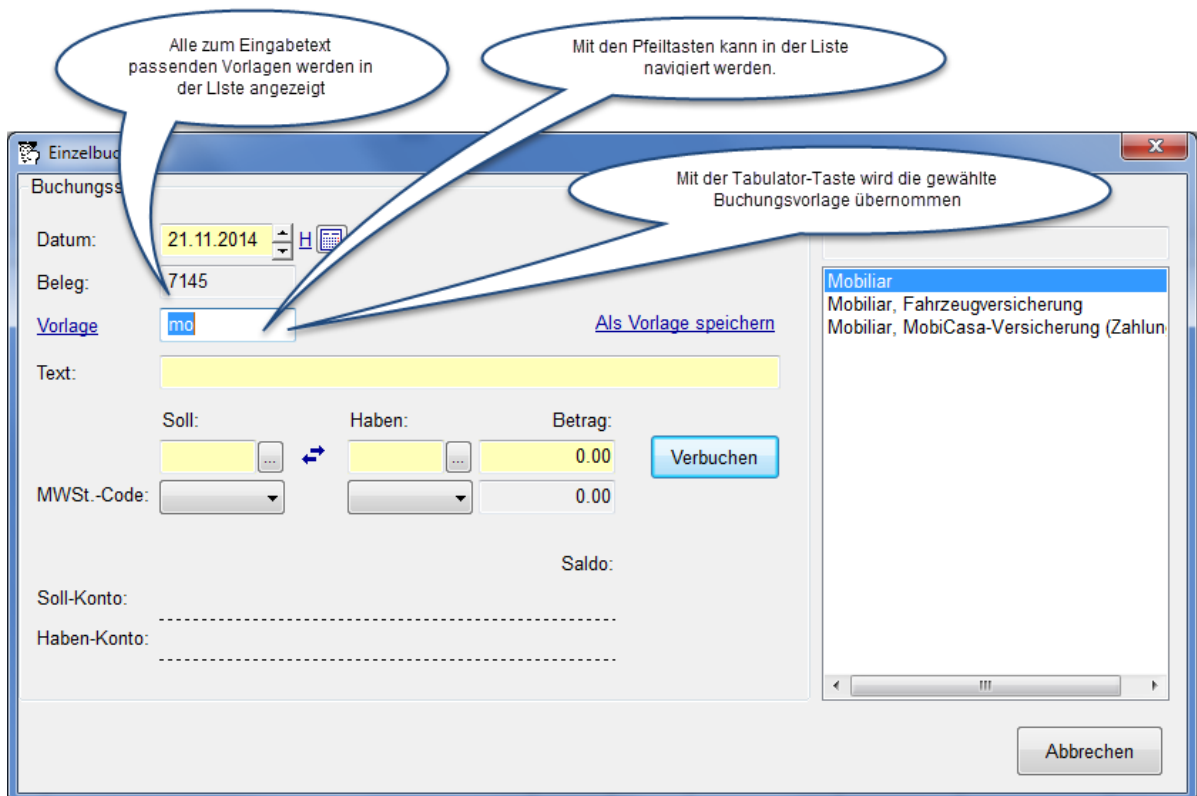 Alle zum Eingabetext
passenden Vorlagen werden in
der LIste angezeigt
Mit den Pfeiltasten kann in der Liste
navigiert werden.
Mit der Tabulator-Taste wird die gewählte
Buchungsvorlage übernommen
Einzelbuc
Buchungss
Datum: 21.11.2014 H
Beleg: 7145
Vorlage mo Als Vorlage speichern
Text:
Soll: Haben: Betrag:
... ... 0.00 Verbuchen
MWSt.-Code: 0.00
Saldo:
Soll-Konto:
Haben-Konto:
Mobiliar
Mobiliar, Fahrzeugversicherung
Mobiliar, MobiCasa-Versicherung (Zahlun
Abbrechen